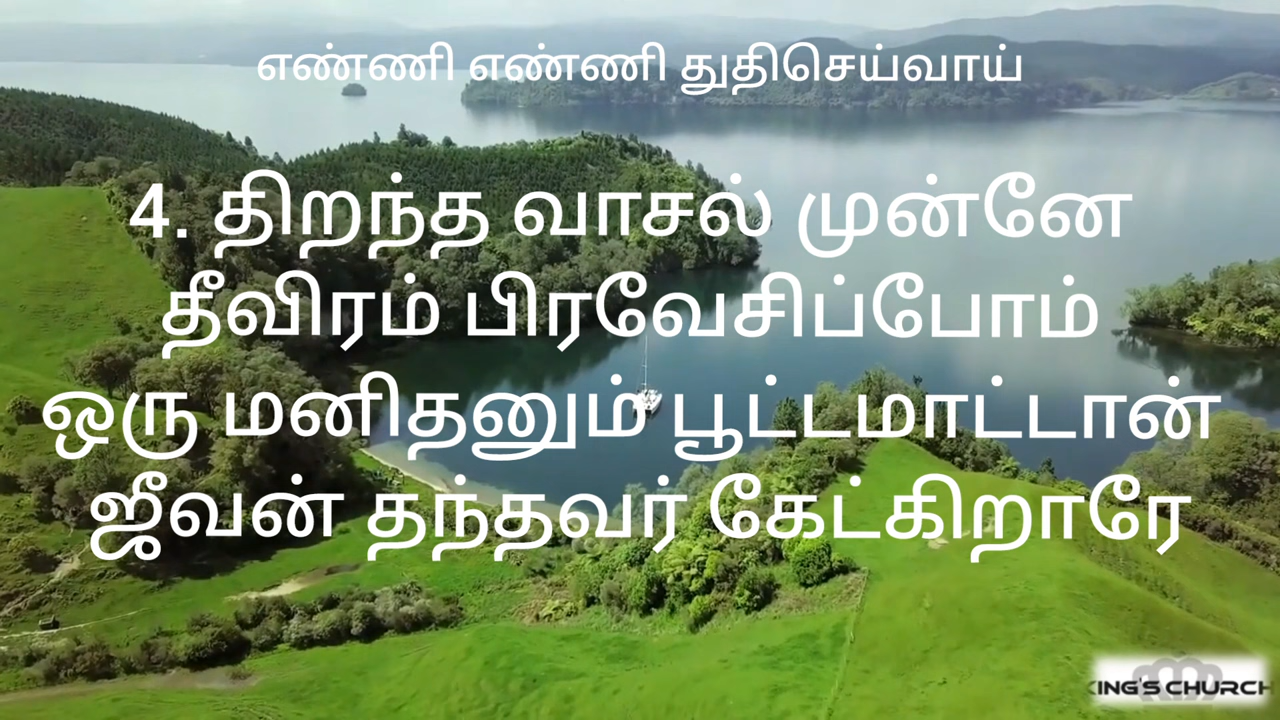 எண்ணி எண்ணி துதிசெய்வாய்
4. திறந்த வாசல் முன்னே
தீவிரம் பிரவேசிப்போம்
ஒரு மனிதனும் பூட்டமாட்டான்
ஜீவன் தந்தவர் கேட்கிறாரே
KING'S CHURCH